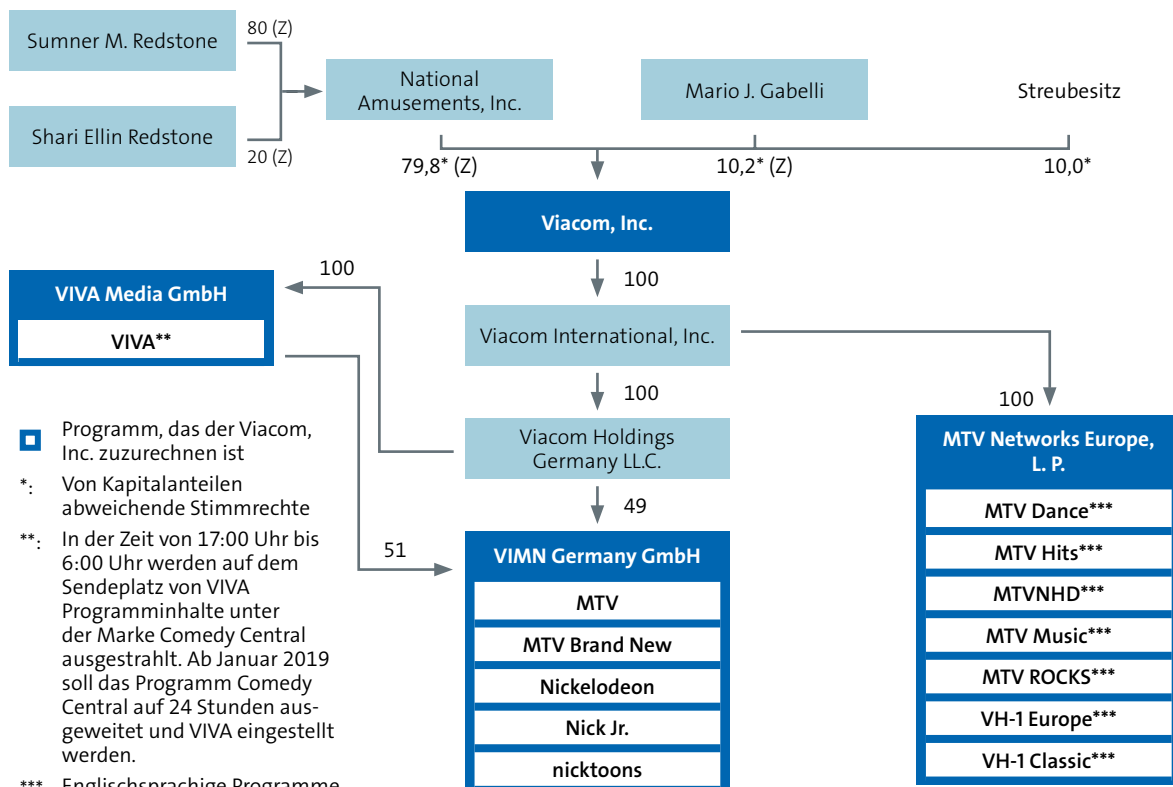 Sumner M. Redstone
80 (Z)
Shari Ellin Redstone
20 (Z)
National
Amusements, Inc.
Mario J. Gabelli
Streubesitz
79,8* (Z)
10,2* (Z)
10,0*
Viacom, Inc.
100
VIVA Media GmbH
VIVA**
100
Viacom International, Inc.
100
100
Viacom Holdings
Germany LL.C.
49
51
VIMN Germany GmbH
MTV
MTV Brand New
Nickelodeon
Nick Jr.
nicktoons
MTV Networks Europe,
L. P.
MTV Dance***
MTV Hits***
MTVNHD***
MTV Music***
MTV ROCKS***
VH-1 Europe***
VH-1 Classic***
Programm, das der Viacom,
Inc. zuzurechnen ist
*: Von Kapitalanteilen
abweichende Stimmrechte
**: In der Zeit von 17:00 Uhr bis
6:00 Uhr werden auf dem
Sendeplatz von VIVA
Programminhalte unter
der Marke Comedy Central
ausgestrahlt. Ab Januar 2019
soll das Programm Comedy
Central auf 24 Stunden aus-
geweitet und VIVA eingestellt
werden.
*** Englischsprachige Programme